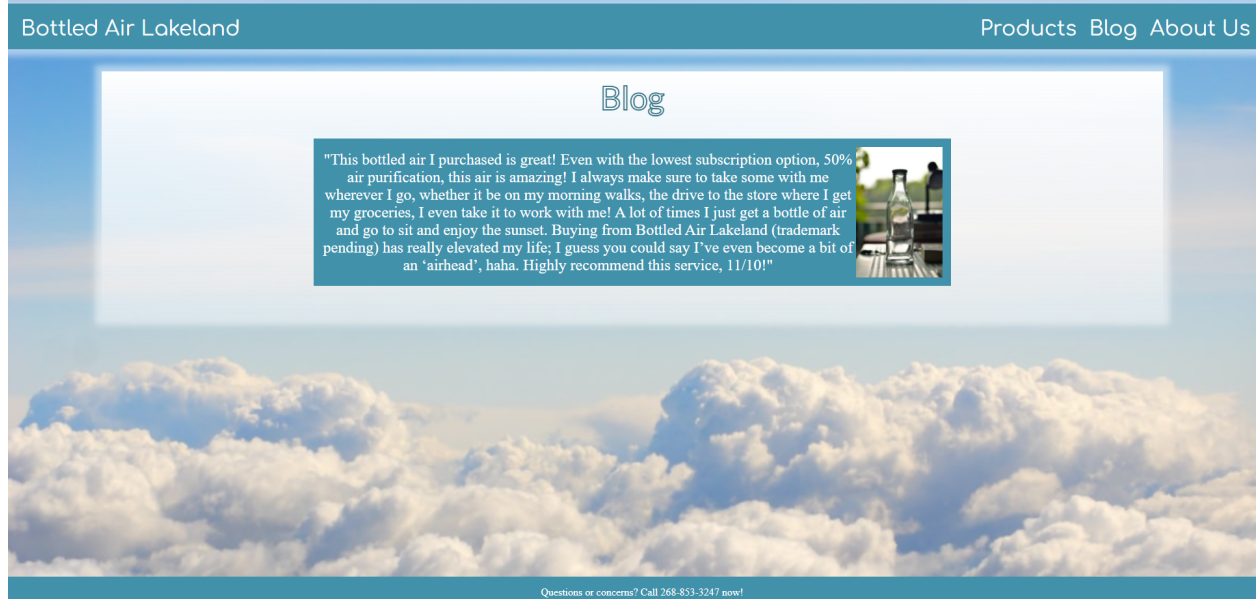 Bottled Air Lakeland
Products Blog About Us
Blog
"This bottled air I purchased is great! Even with the lowest subscription option, 50%
air purification, this air is amazing! I always make sure to take some with me
wherever I go, whether it be on my morning walks, the drive to the store where I get
my groceries, I even take it to work with me! A lot of times I just get a bottle of air
and go to sit and enjoy the sunset. Buying from Bottled Air Lakeland (trademark
pending) has really elevated my life; I guess you could say I’ve even become a bit of
an ‘airhead’, haha. Highly recommend this service, 11/10!"
Questions or concerns? Call 268-853-3247 now!